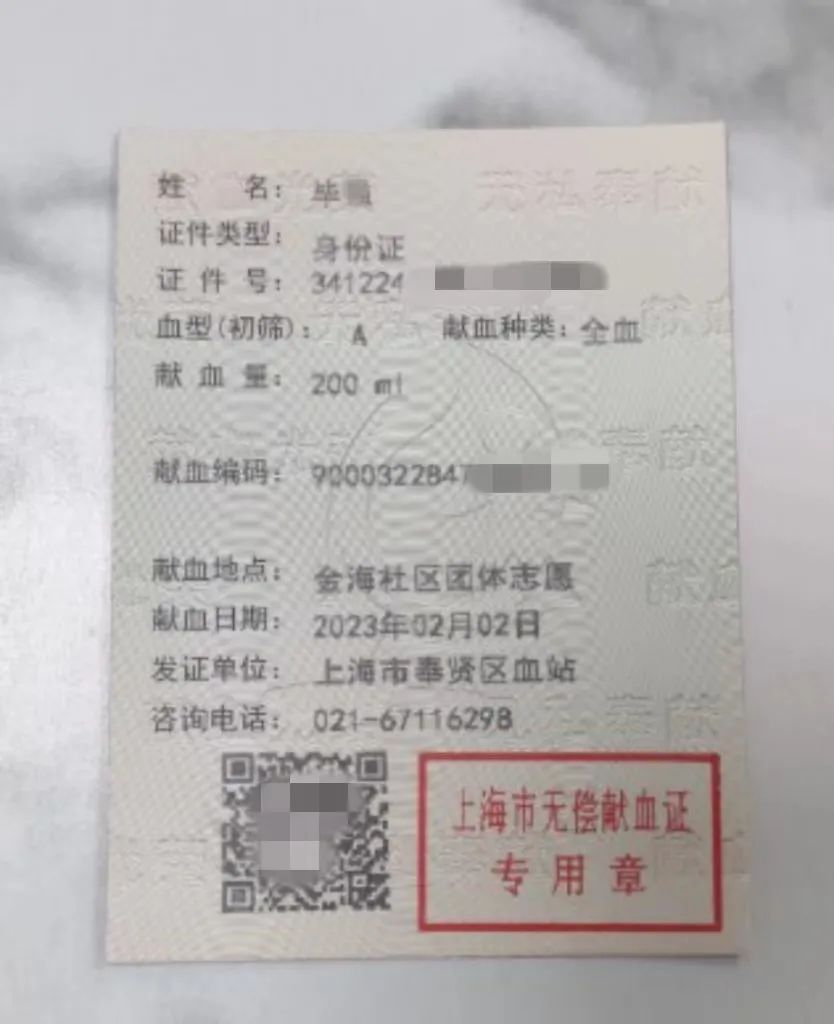 姓 名： 毕
证件类型： 身份证
证 件 号： 341224
血型(初筛)： A 献血种类：全血
献 血 量： 200 ml
献血编码： 9000322847
献血地点： 金海社区团体志愿
献血日期： 2023年02月02日
发证单位： 上海市奉贤区血站
咨询电话： 021-67116298
上海市无偿献血证
专用章